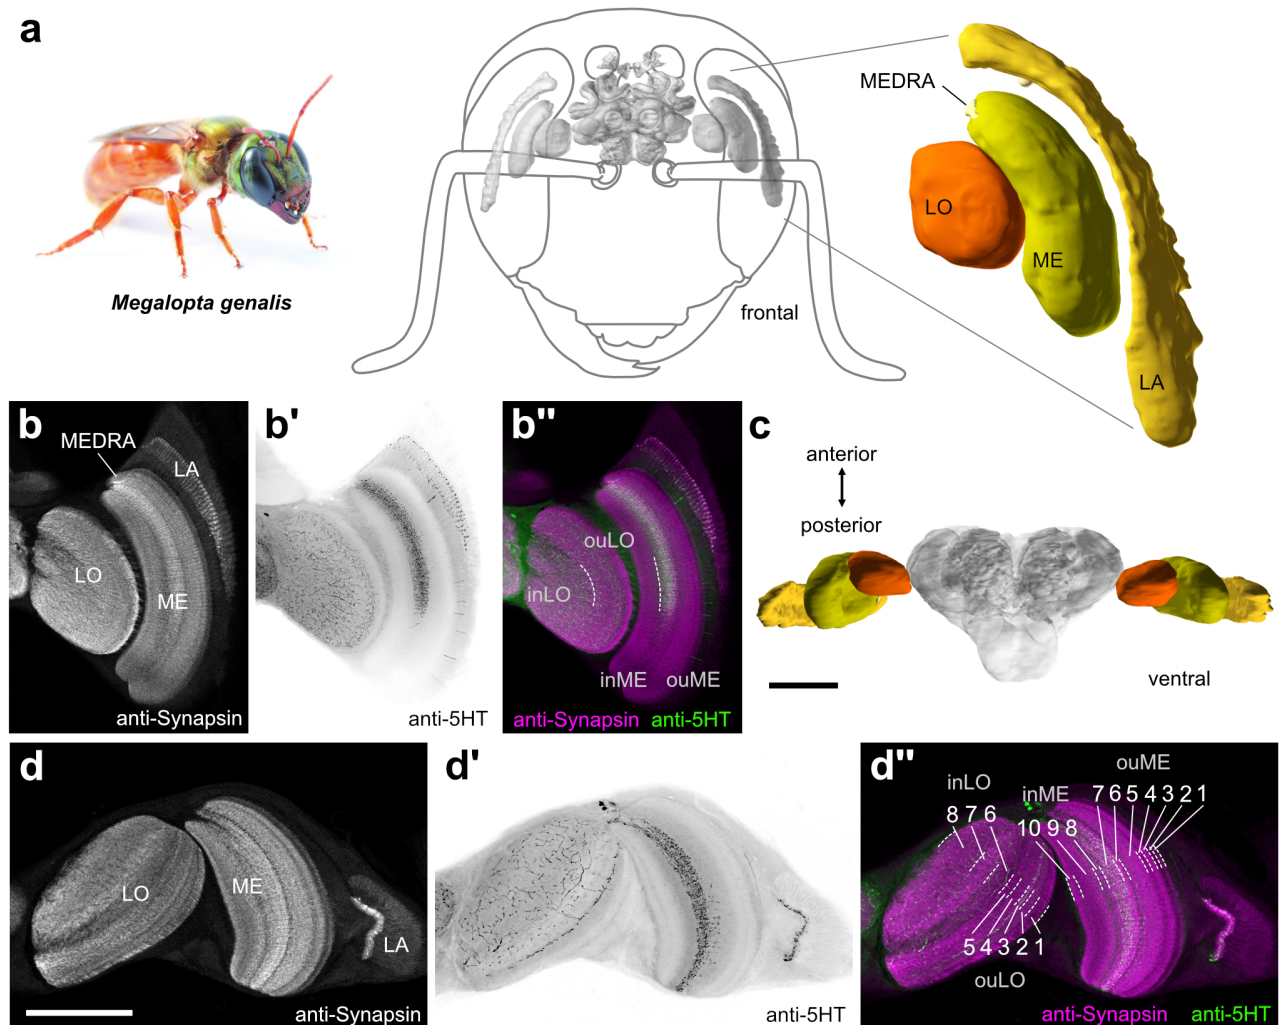 a
Megalopta genalis
frontal
MEDRA
LO
ME
LA
b
MEDRA
LA
LO
ME
anti-Synapsin
b'
anti-5HT
b''
ouLO
inLO
inME
ouME
anti-Synapsin anti-5HT
c
anterior
posterior
ventral
d
LO
ME
LA
anti-Synapsin
d'
anti-5HT
d''
ouME
inLO
inME
7 6 5 4 3 2 1
8 7 6
10 9 8
5 4 3 2 1
ouLO
anti-Synapsin anti-5HT